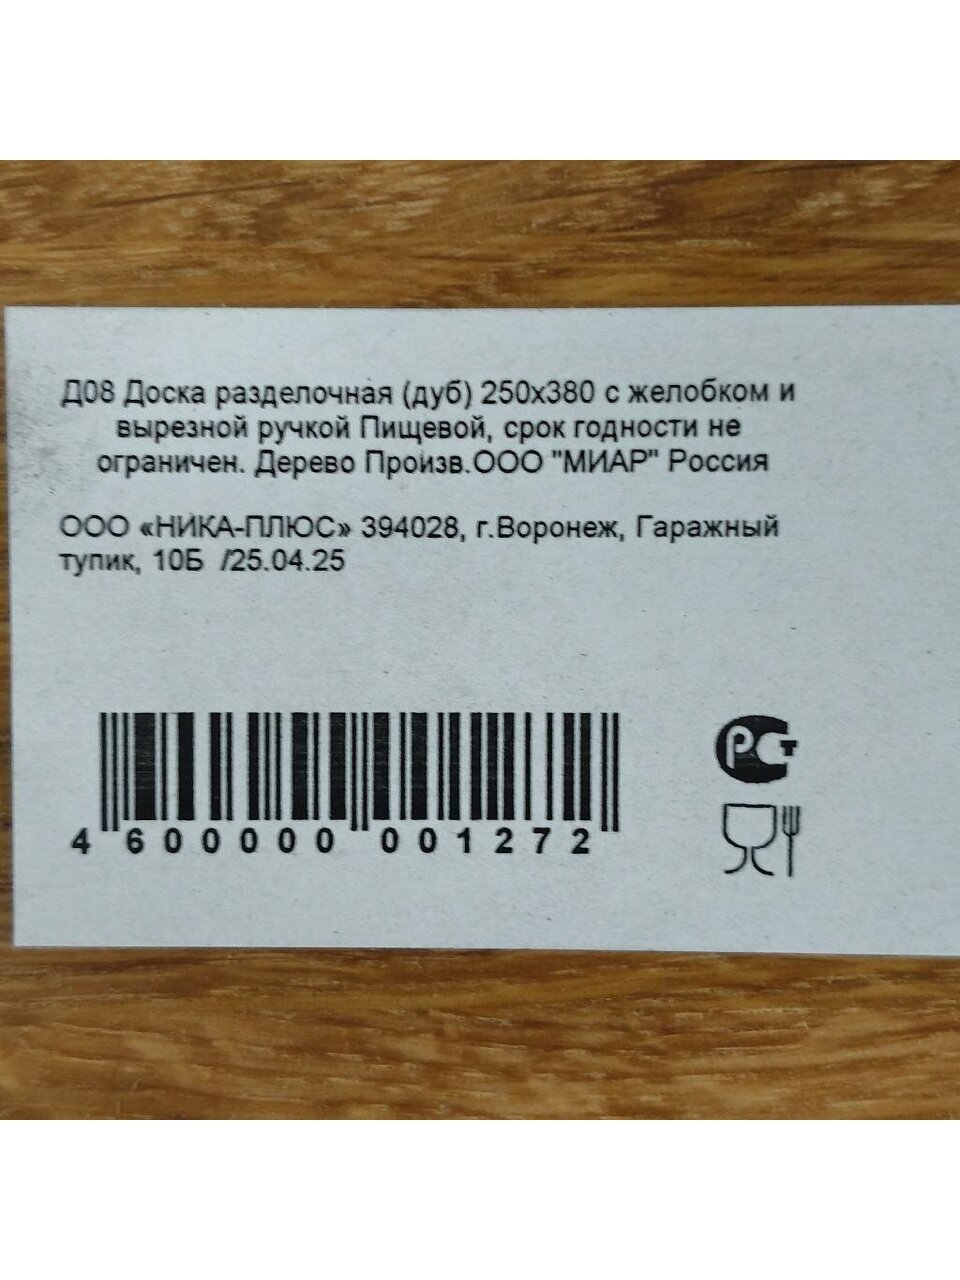 Д08 Доска разделочная (дуб) 250х380 с желобком и
вырезной ручкой Пищевой, срок годности не
ограничен. Дерево Произв.ООО "МИАР" Россия
ООО «НИКА-ПЛЮС» 394028, г.Воронеж, Гаражный
тупик, 10Б /25.04.25
4 600000 001272
РСТ